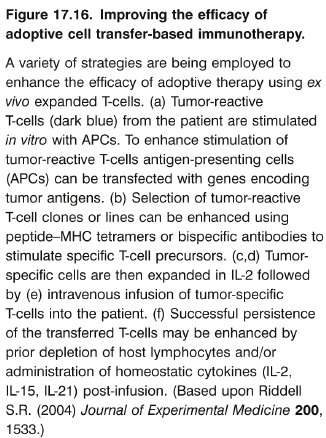 Figure 17.16. Improving the efficacy of
adoptive cell transfer-based immunotherapy.
A variety of strategies are being employed to
enhance the efficacy of adoptive therapy using ex
vivo expanded T-cells. (a) Tumor-reactive
T-cells (dark blue) from the patient are stimulated
in vitro with APCs. To enhance stimulation of
tumor-reactive T-cells antigen-presenting cells
(APCs) can be transfected with genes encoding
tumor antigens. (b) Selection of tumor-reactive
T-cell clones or lines can be enhanced using
peptide–MHC tetramers or bispecific antibodies to
stimulate specific T-cell precursors. (c,d) Tumor-
specific cells are then expanded in IL-2 followed
by (e) intravenous infusion of tumor-specific
T-cells into the patient. (f) Successful persistence
of the transferred T-cells may be enhanced by
prior depletion of host lymphocytes and/or
administration of homeostatic cytokines (IL-2,
IL-15, IL-21) post-infusion. (Based upon Riddell
S.R. (2004) Journal of Experimental Medicine 200,
1533.)